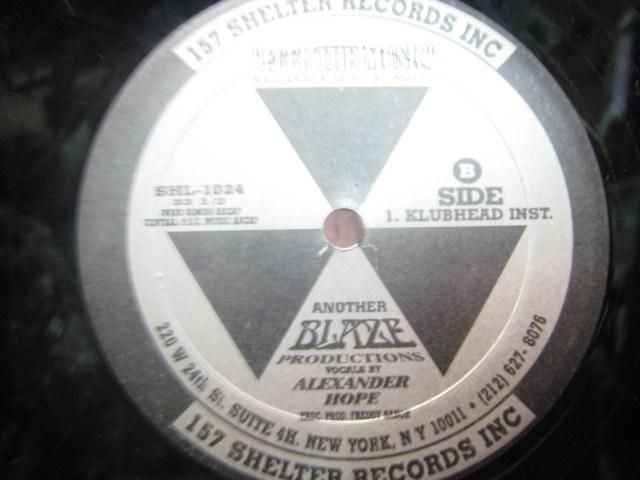 157 SHELTER RECORDS INC
SHL-1024
B
SIDE
1. KLUBHEAD INST.
ANOTHER
BLAZE
PRODUCTIONS
VOCALS BY
ALEXANDER
HOPE
220 W 24th St. SUITE 4H, NEW YORK, N Y 10011 • (212) 627- 8076
157 SHELTER RECORDS INC